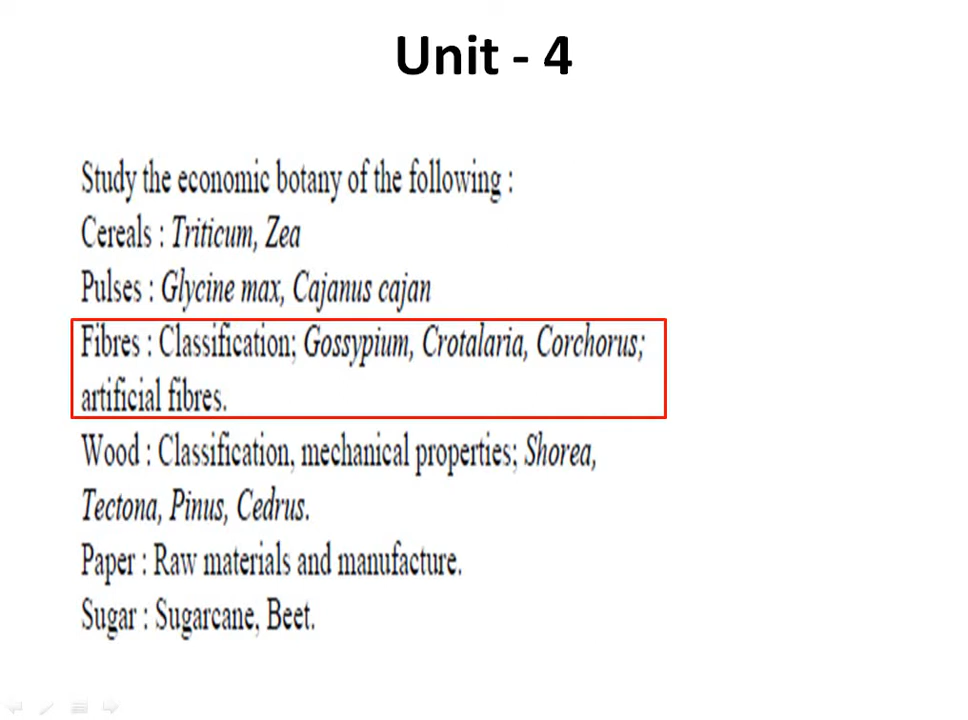 Unit - 4
Study the economic botany of the following :
Cereals : Triticum, Zea
Pulses : Glycine max, Cajanus cajan
Fibres : Classification; Gossypium, Crotalaria, Corchorus;
artificial fibres.
Wood : Classification, mechanical properties; Shorea,
Tectona, Pinus, Cedrus.
Paper : Raw materials and manufacture.
Sugar : Sugarcane, Beet.